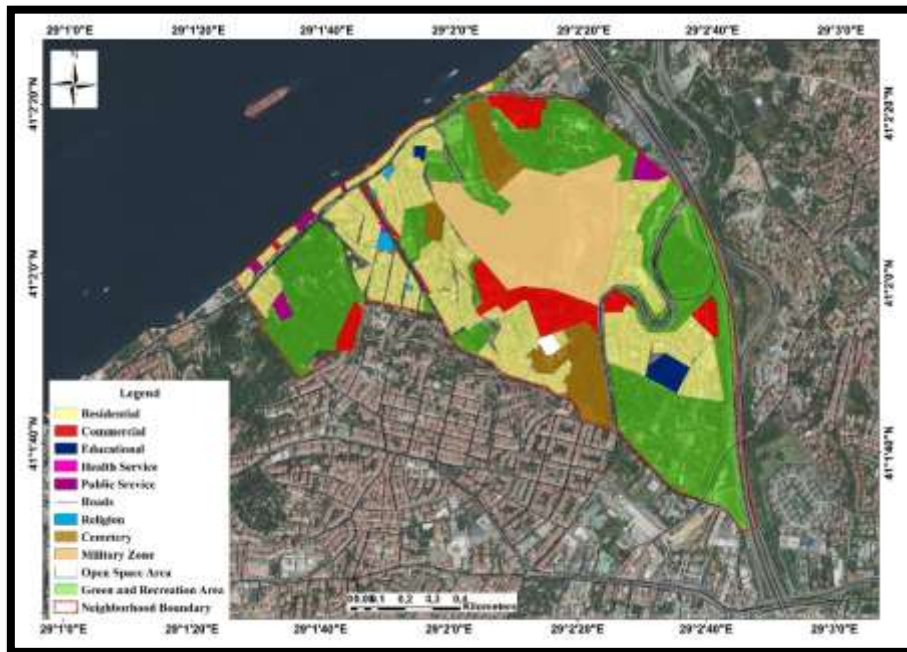 29°1'0"E 29°1'20"E 29°1'40"E 29°2'0"E 29°2'20"E 29°2'40"E 29°3'0"E
41°2'20"N 41°2'20"N
41°2'0"N 41°2'0"N
41°1'40"N 41°1'40"N
Legend
Residential
Commercial
Educational
Health Service
Public Srevice
Roads
Religion
Cemetery
Military Zone
Open Space Area
Green and Recreation Area
Neighborhood Boundary
0.1 0.2 0.3 0.4
Kilometers
29°1'0"E 29°1'20"E 29°1'40"E 29°2'0"E 29°2'20"E 29°2'40"E 29°3'0"E